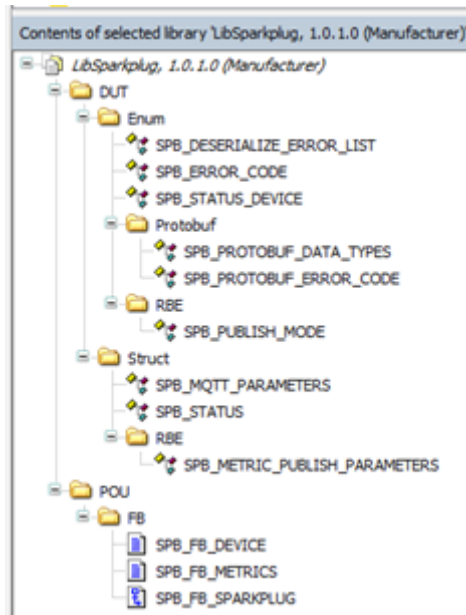 Contents of selected library 'LibSparkplug, 1.0.1.0 (Manufacturer)'
LibSparkplug, 1.0.1.0 (Manufacturer)
DUT
Enum
SPB_DESERIALIZE_ERROR_LIST
SPB_ERROR_CODE
SPB_STATUS_DEVICE
Protobuf
SPB_PROTOBUF_DATA_TYPES
SPB_PROTOBUF_ERROR_CODE
RBE
SPB_PUBLISH_MODE
Struct
SPB_MQTT_PARAMETERS
SPB_STATUS
RBE
SPB_METRIC_PUBLISH_PARAMETERS
POU
FB
SPB_FB_DEVICE
SPB_FB_METRICS
SPB_FB_SPARKPLUG